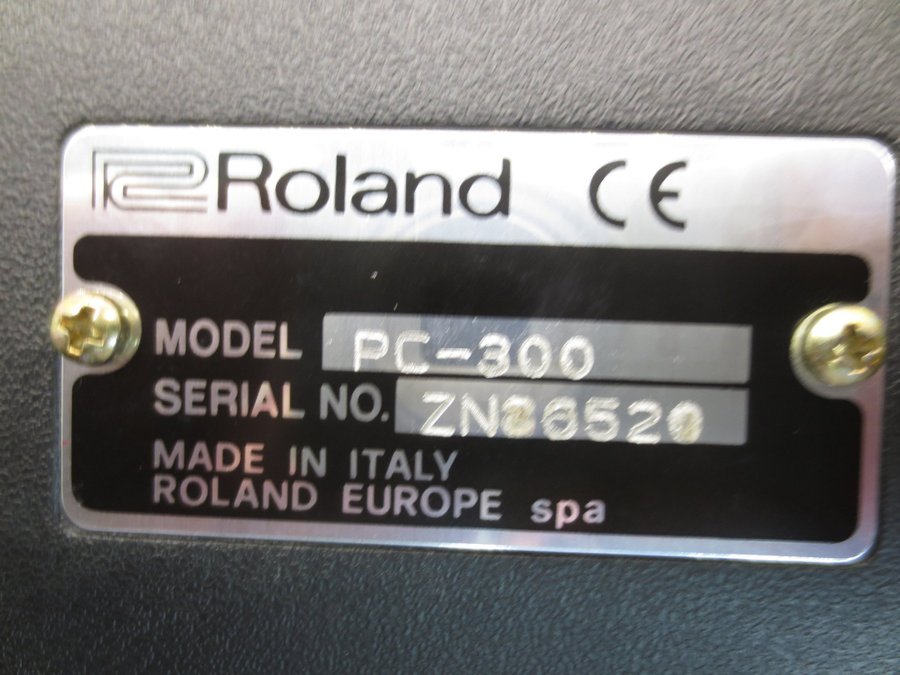 Roland CE
MODEL PC-300
SERIAL NO.
MADE IN ITALY
ROLAND EUROPE spa